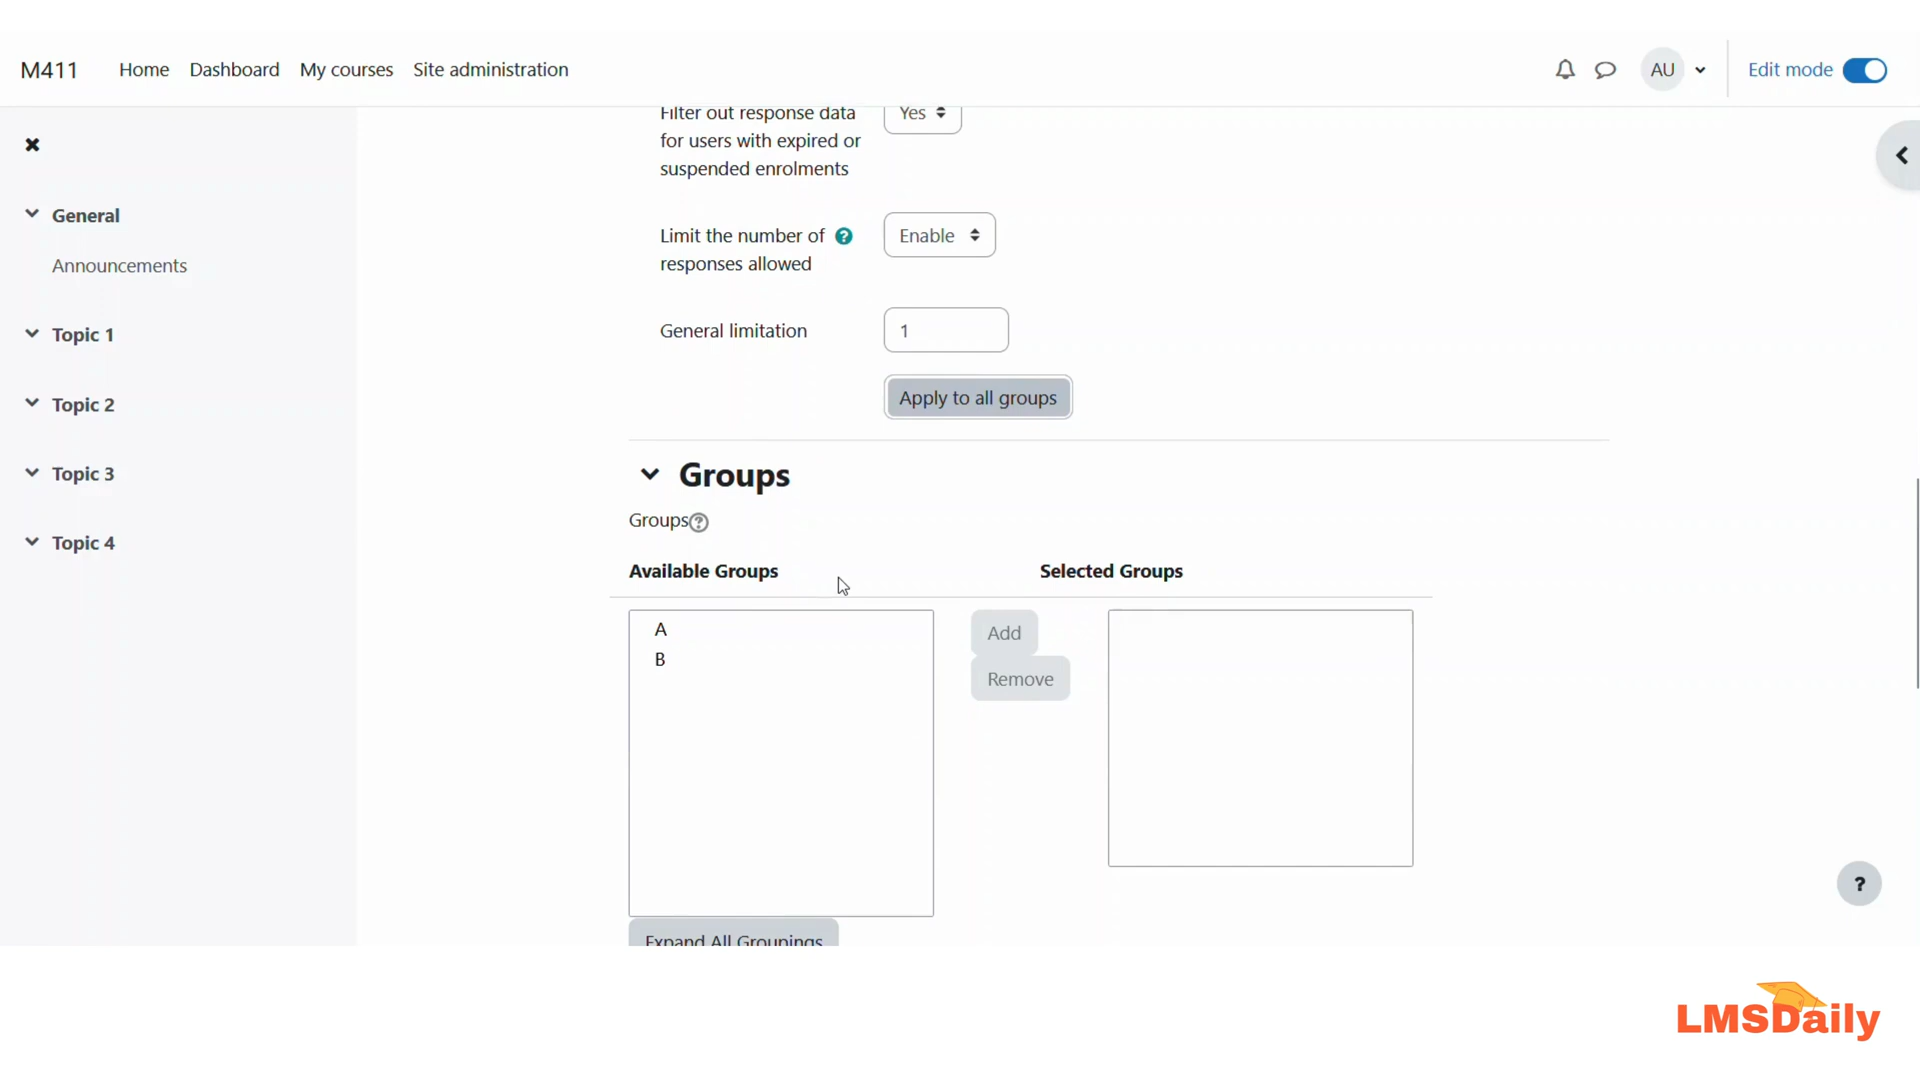 M411 Home Dashboard My courses Site administration AU Edit mode
Filter out response data Yes
for users with expired or
suspended enrolments
General
Limit the number of ? Enable
responses allowed
Announcements
General limitation 1
Topic 1
Apply to all groups
Topic 2
Topic 3
Groups
Groups ?
Topic 4
Available Groups Selected Groups
A
B
Add
Remove
?
Expand All Groupings
LMSDaily